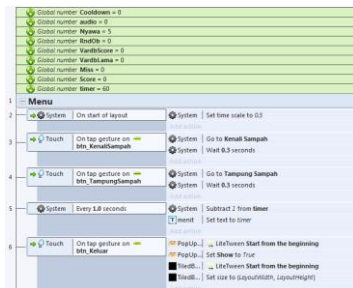 Global number Cooldown = 0
Global number audio = 0
Global number Nyawa = 5
Global number RndOb = 0
Global number VardbScore = 0
Global number VarbLama = 0
Global number Miss = 0
Global number Score = 0
Global number timer = 60
1 Menu
2 System On start of layout System Set time scale to 0.5
Add action
3 Touch On tap gesture on btn_KenaliSampah System Go to Kenali Sampah
System Wait 0.3 seconds
Add action
4 Touch On tap gesture on btn_TampungSampah System Go to Tampung Sampah
System Wait 0.3 seconds
Add action
5 System Every 1.0 seconds System Subtract 1 from timer
T menit Set text to timer
Add action
6 Touch On tap gesture on btn_Keluar PopUp... LiteTween Start from the beginning
PopUp... Set Show to True
TiledB... LiteTween Start from the beginning
TiledB... Set size to (LayoutWidth, LayoutHeight)